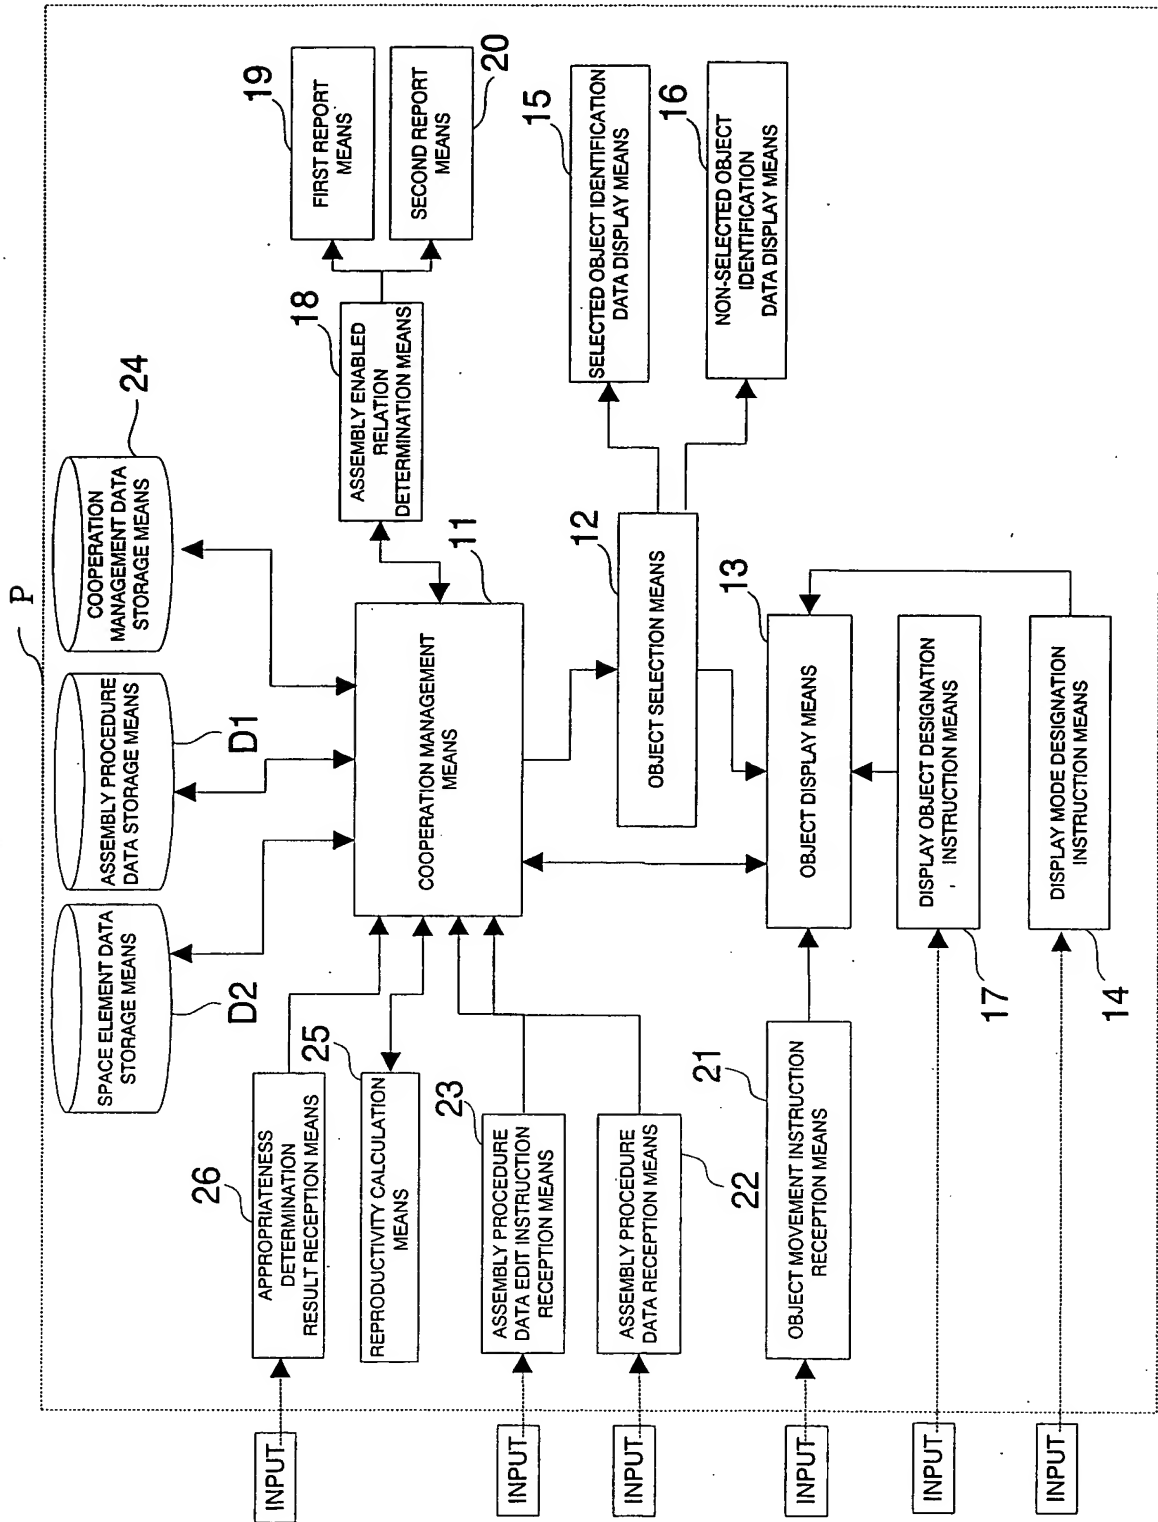 P
SPACE ELEMENT DATA
STORAGE MEANS
D2
ASSEMBLY PROCEDURE
DATA STORAGE MEANS
D1
COOPERATION
MANAGEMENT DATA
STORAGE MEANS
24
INPUT
APPROPRIATENESS
DETERMINATION
RESULT RECEPTION MEANS
26
REPRODUCTIVITY CALCULATION
MEANS
25
INPUT
ASSEMBLY PROCEDURE
DATA EDIT INSTRUCTION
RECEPTION MEANS
23
INPUT
ASSEMBLY PROCEDURE
DATA RECEPTION MEANS
22
COOPERATION MANAGEMENT
MEANS
11
ASSEMBLY ENABLED
RELATION
DETERMINATION MEANS
18
FIRST REPORT
MEANS
19
SECOND REPORT
MEANS
20
OBJECT SELECTION MEANS
12
SELECTED OBJECT IDENTIFICATION
DATA DISPLAY MEANS
15
NON-SELECTED OBJECT
IDENTIFICATION
DATA DISPLAY MEANS
16
INPUT
OBJECT MOVEMENT INSTRUCTION
RECEPTION MEANS
21
OBJECT DISPLAY MEANS
13
INPUT
DISPLAY OBJECT DESIGNATION
INSTRUCTION MEANS
17
INPUT
DISPLAY MODE DESIGNATION
INSTRUCTION MEANS
14